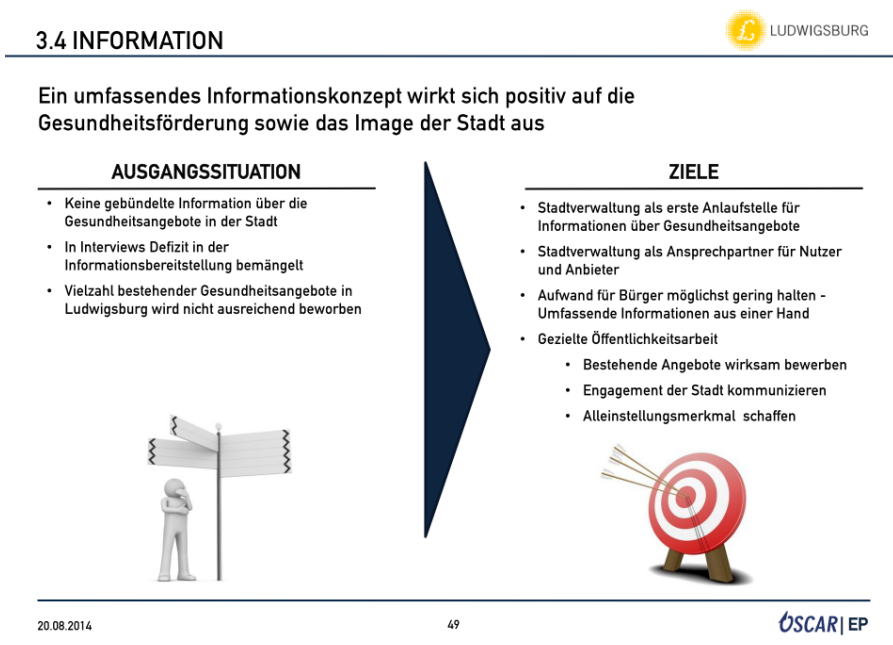 3.4 INFORMATION
LUDWIGSBURG
Ein umfassendes Informationskonzept wirkt sich positiv auf die
Gesundheitsförderung sowie das Image der Stadt aus
AUSGANGSSITUATION
• Keine gebündelte Information über die
Gesundheitsangebote in der Stadt
• In Interviews Defizit in der
Informationsbereitstellung bemängelt
• Vielzahl bestehender Gesundheitsangebote in
Ludwigsburg wird nicht ausreichend beworben
ZIELE
• Stadtverwaltung als erste Anlaufstelle für
Informationen über Gesundheitsangebote
• Stadtverwaltung als Ansprechpartner für Nutzer
und Anbieter
• Aufwand für Bürger möglichst gering halten -
Umfassende Informationen aus einer Hand
• Gezielte Öffentlichkeitsarbeit
• Bestehende Angebote wirksam bewerben
• Engagement der Stadt kommunizieren
• Alleinstellungsmerkmal schaffen
20.08.2014
49
OSCAR| EP